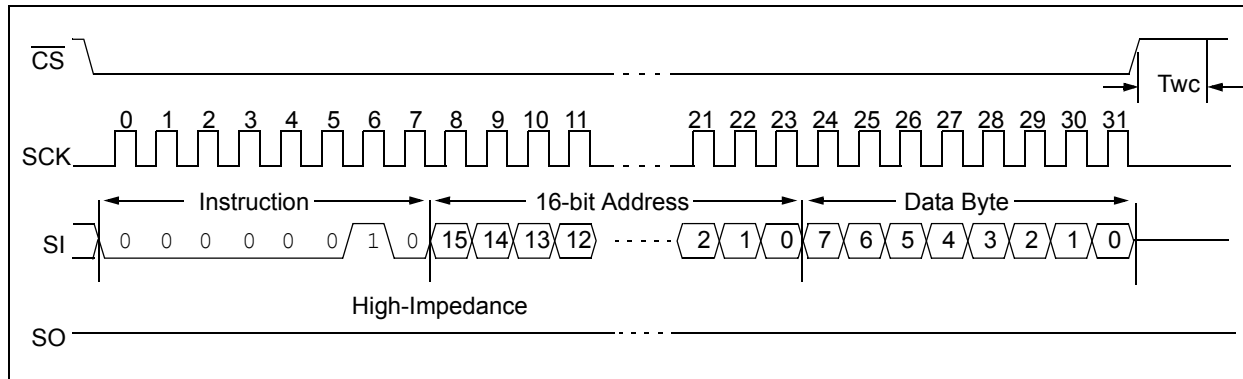 CS
Twc
0 1 2 3 4 5 6 7 8 9 10 11 21 22 23 24 25 26 27 28 29 30 31
SCK
Instruction 16-bit Address Data Byte
SI 0 0 0 0 0 0 1 0 15 14 13 12 2 1 0 7 6 5 4 3 2 1 0
High-Impedance
SO